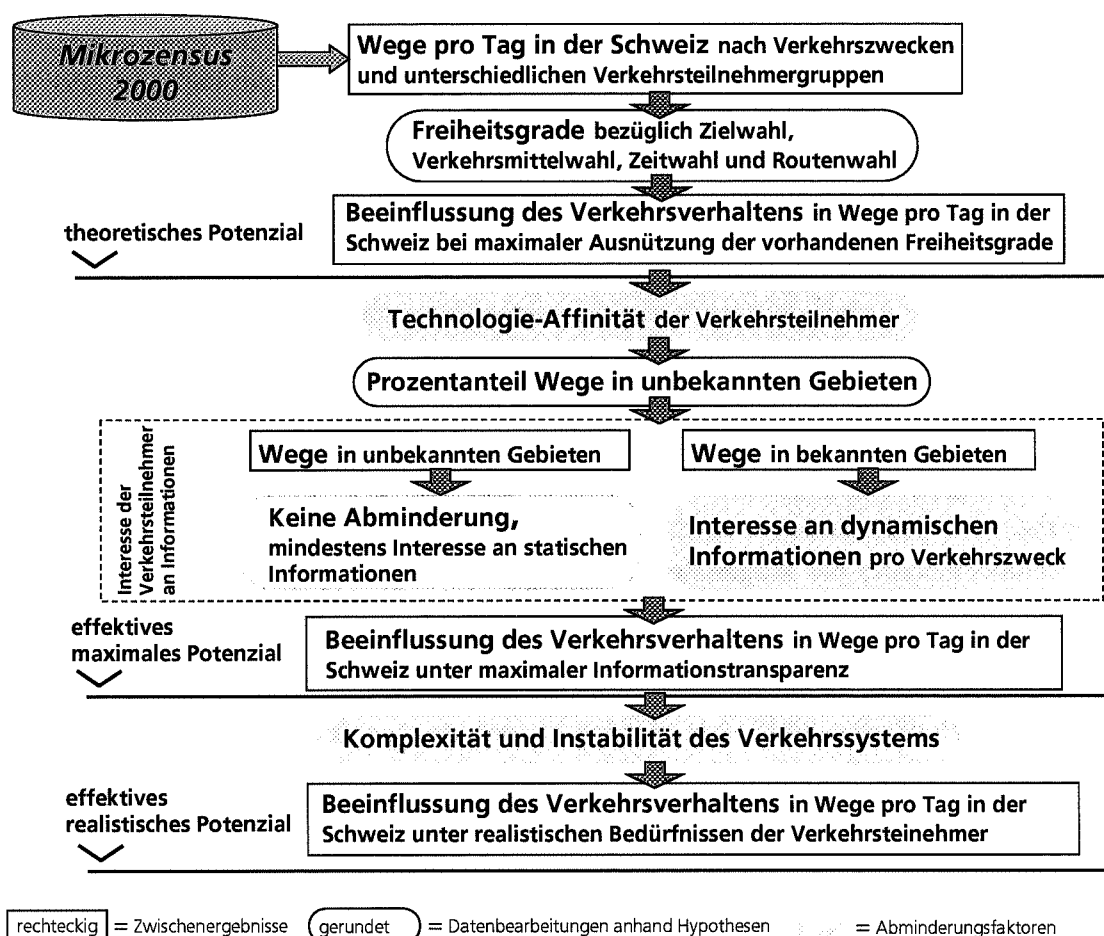 Mikrozensus
2000
Wege pro Tag in der Schweiz nach Verkehrszwecken
und unterschiedlichen Verkehrsteilnehmergruppen
Freiheitsgrade bezüglich Zielwahl,
Verkehrsmittelwahl, Zeitwahl und Routenwahl
theoretisches Potenzial
Beeinflussung des Verkehrsverhaltens in Wege pro Tag in der
Schweiz bei maximaler Ausnützung der vorhandenen Freiheitsgrade
Technologie-Affinität der Verkehrsteilnehmer
Prozentanteil Wege in unbekannten Gebieten
Interesse der
Verkehrsteilnehmer
an Informationen
Wege in unbekannten Gebieten
Keine Abminderung,
mindestens Interesse an statischen
Informationen
Wege in bekannten Gebieten
Interesse an dynamischen
Informationen pro Verkehrszweck
effektives
maximales Potenzial
Beeinflussung des Verkehrsverhaltens in Wege pro Tag in der
Schweiz unter maximaler Informationstransparenz
Komplexität und Instabilität des Verkehrssystems
effektives
realistisches Potenzial
Beeinflussung des Verkehrsverhaltens in Wege pro Tag in der
Schweiz unter realistischen Bedürfnissen der Verkehrsteinehmer
rechteckig = Zwischenergebnisse gerundet = Datenbearbeitungen anhand Hypothesen = Abminderungsfaktoren